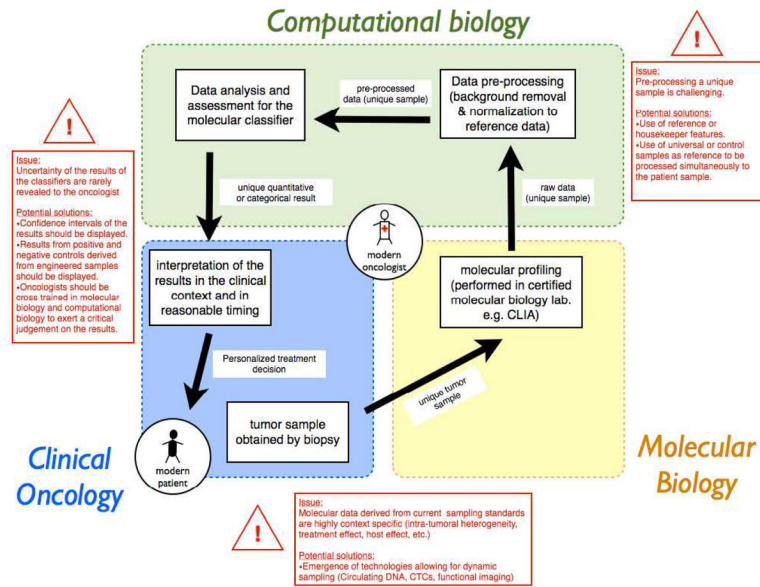 Computational biology
Data analysis and
assessment for the
molecular classifier
pre-processed
data (unique sample)
Data pre-processing
(background removal
& normalization to
reference data)
Issue:
Pre-processing a unique
sample is challenging.
Potential solutions:
•Use of reference or
housekeeper features.
•Use of universal or control
samples as reference to be
processed simultaneously to
the patient sample.
Issue:
Uncertainty of the results of
the classifiers are rarely
revealed to the oncologist
Potential solutions:
•Confidence intervals of the
results should be displayed.
•Results from positive and
negative controls derived
from engineered samples
should be displayed.
•Oncologists should be
cross trained in molecular
biology and computational
biology to exert a critical
judgement on the results.
unique quantitative
or categorical result
raw data
(unique sample)
modern
oncologist
interpretation of the
results in the clinical
context and in
reasonable timing
molecular profiling
(performed in certified
molecular biology lab.
e.g. CLIA)
Personalized treatment
decision
unique tumor
sample
tumor sample
obtained by biopsy
modern
patient
Clinical
Oncology
Molecular
Biology
Issue:
Molecular data derived from current sampling standards
are highly context specific (intra-tumoral heterogeneity,
treatment effect, host effect, etc.)
Potential solutions:
•Emergence of technologies allowing for dynamic
sampling (Circulating DNA, CTCs, functional imaging)